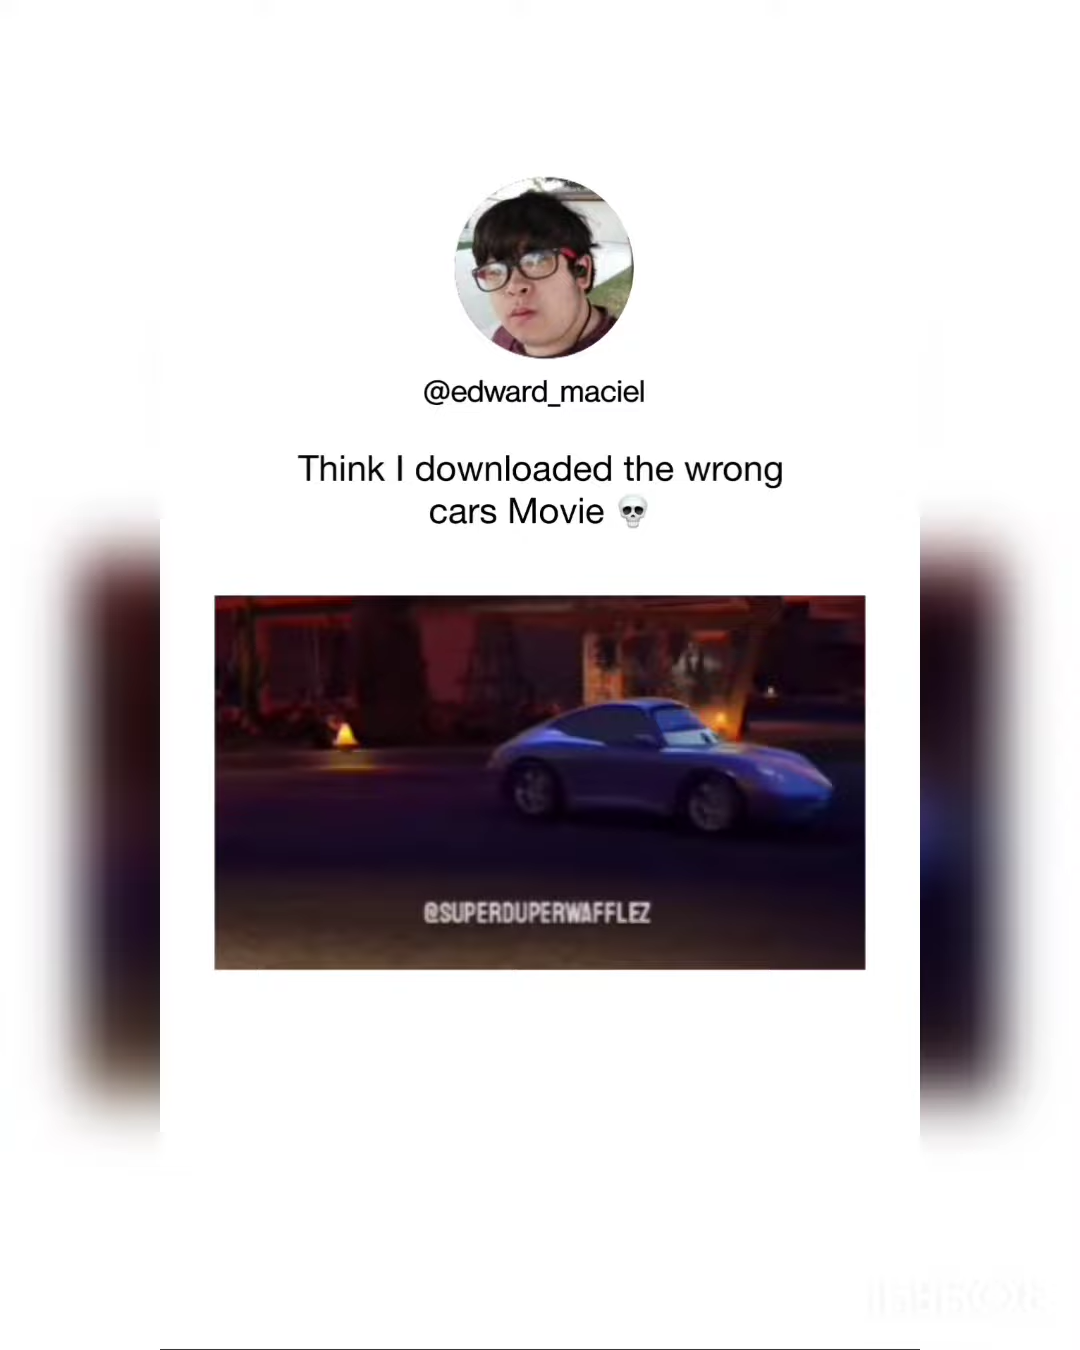 @edward_maciel
Think I downloaded the wrong
cars Movie 💀
@SUPERDUPERWAFFLEZ